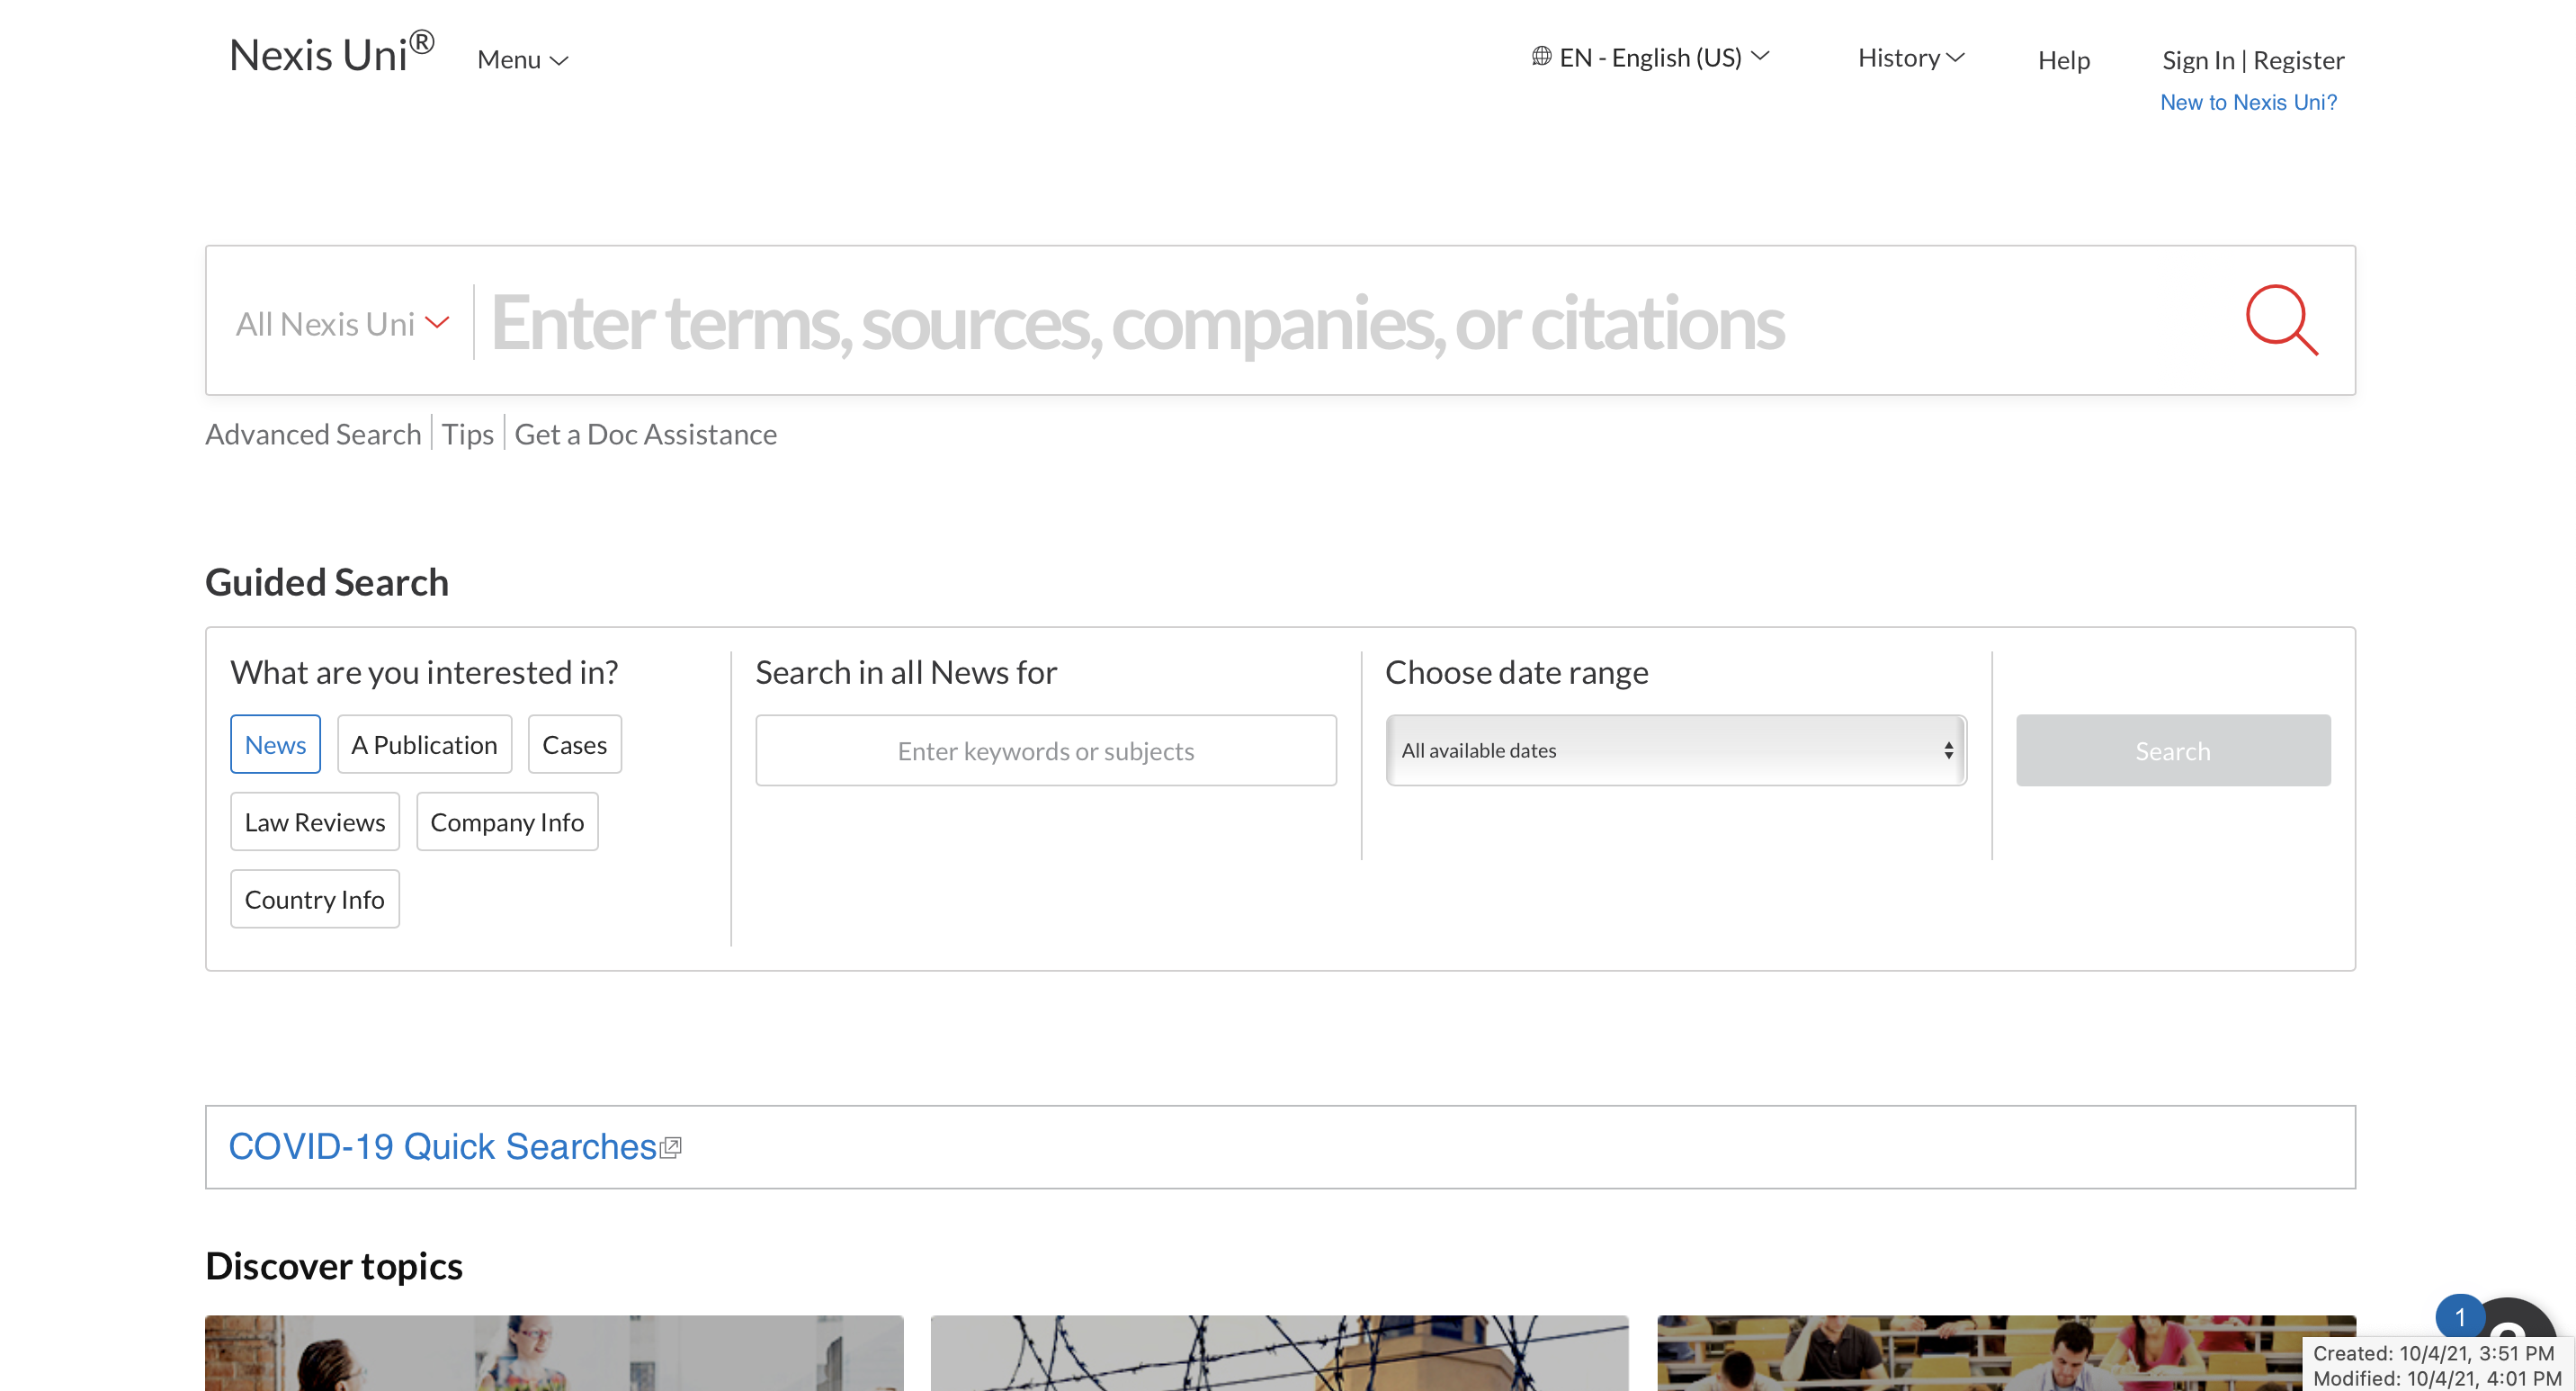 Nexis Uni® Menu
EN - English (US) History Help Sign In | Register
New to Nexis Uni?
All Nexis Uni Enter terms, sources, companies, or citations
Advanced Search Tips Get a Doc Assistance
Guided Search
What are you interested in? Search in all News for Choose date range
News A Publication Cases Enter keywords or subjects All available dates Search
Law Reviews Company Info
Country Info
COVID-19 Quick Searches
Discover topics
1
Created: 10/4/21, 3:51 PM
Modified: 10/4/21, 4:01 PM